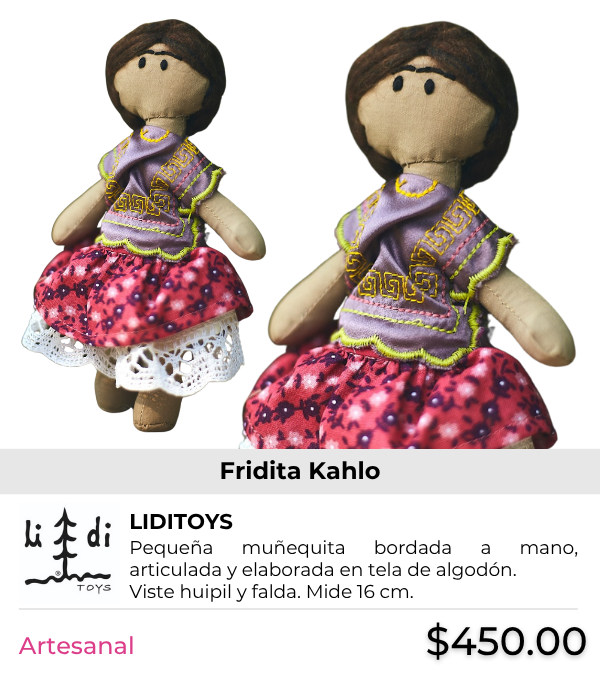 Fridita Kahlo
li di
TOYS
LIDITOYS
Pequeña muñequita bordada a mano,
articulada y elaborada en tela de algodón.
Viste huipil y falda. Mide 16 cm.
Artesanal
$450.00